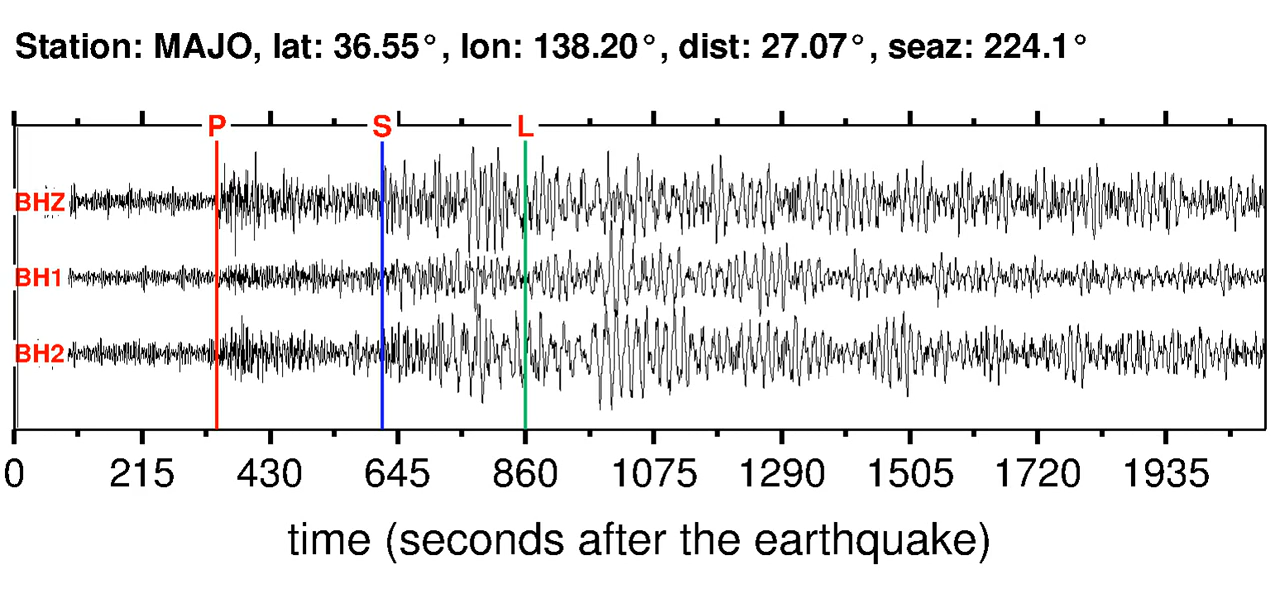 Station: MAJO, lat: 36.55°, lon: 138.20°, dist: 27.07°, seaz: 224.1°
P S L
BHZ
BH1
BH2
0 215 430 645 860 1075 1290 1505 1720 1935
time (seconds after the earthquake)